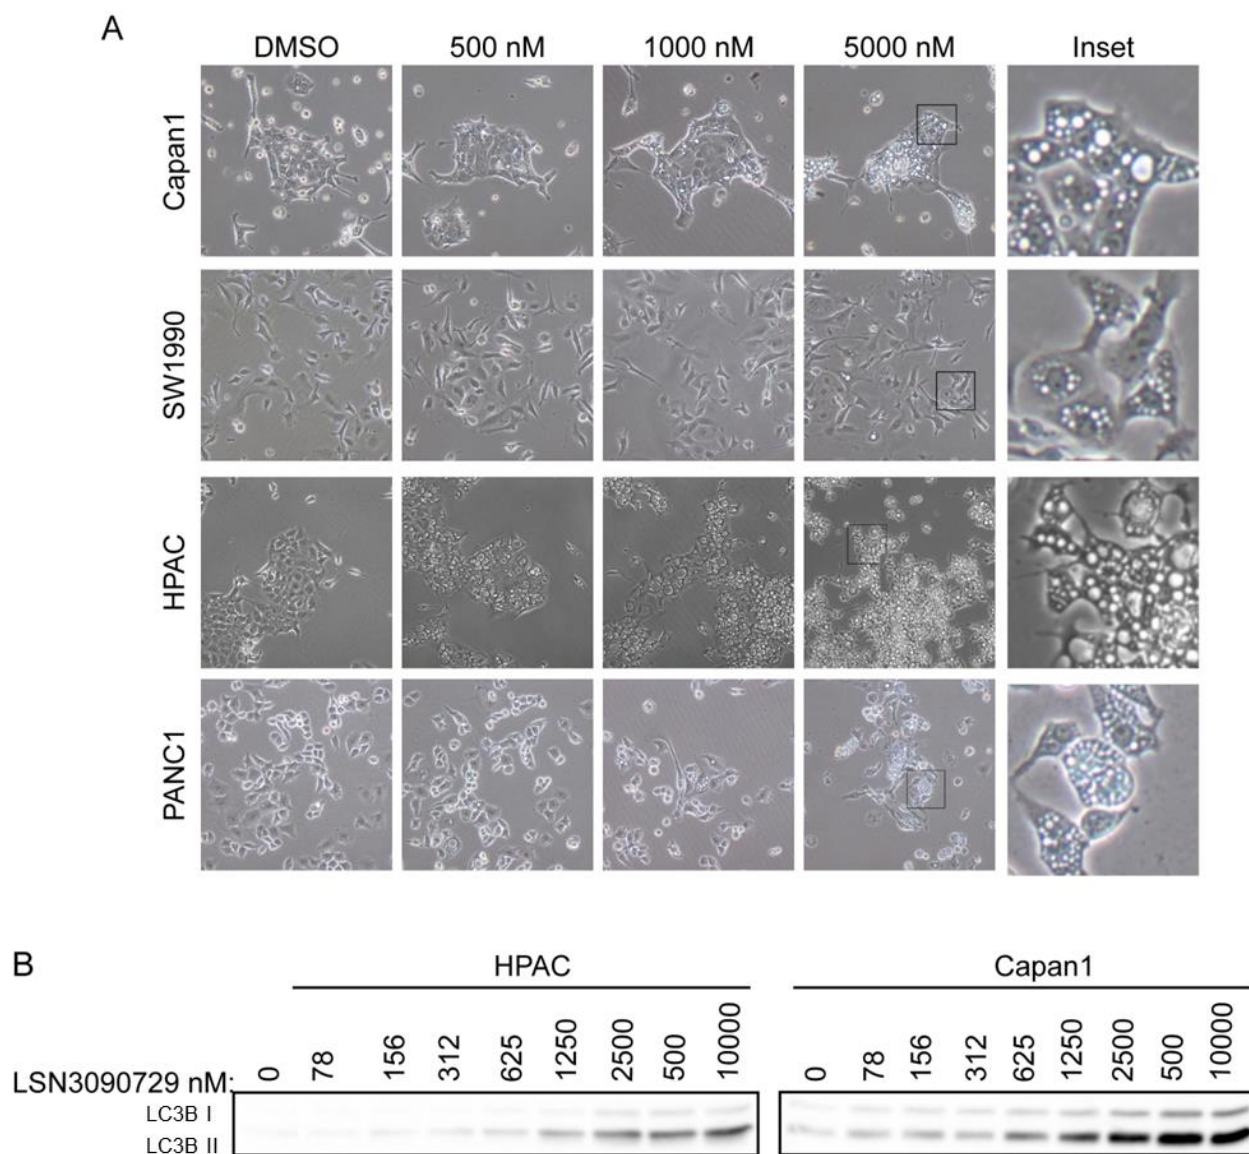 A
DMSO 500 nM 1000 nM 5000 nM Inset
Capan1
SW1990
HPAC
PANC1
B
HPAC Capan1
LSN3090729 nM: 0 78 156 312 625 1250 2500 500 10000 0 78 156 312 625 1250 2500 500 10000
LC3B I
LC3B II